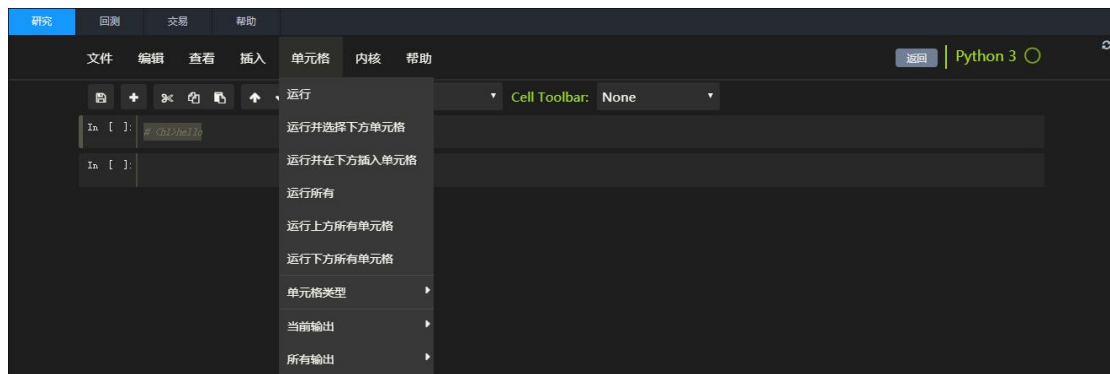 研究 回测 交易 帮助
文件 编辑 查看 插入 单元格 内核 帮助 返回 Python 3
Cell Toolbar: None
In [ ]: # <h1>hello
In [ ]:
运行
运行并选择下方单元格
运行并在下方插入单元格
运行所有
运行上方所有单元格
运行下方所有单元格
单元格类型
当前输出
所有输出